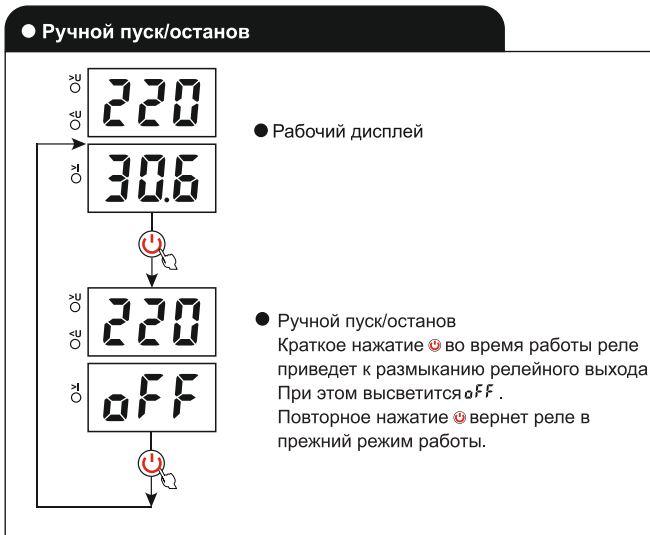 ● Ручной пуск/останов
>U
220
<U
● Рабочий дисплей
>I
30.6
>U
220
● Ручной пуск/останов
<U
Краткое нажатие во время работы реле
приведет к размыканию релейного выхода
>I
oFF
При этом высветится oFF .
Повторное нажатие вернет реле в
прежний режим работы.